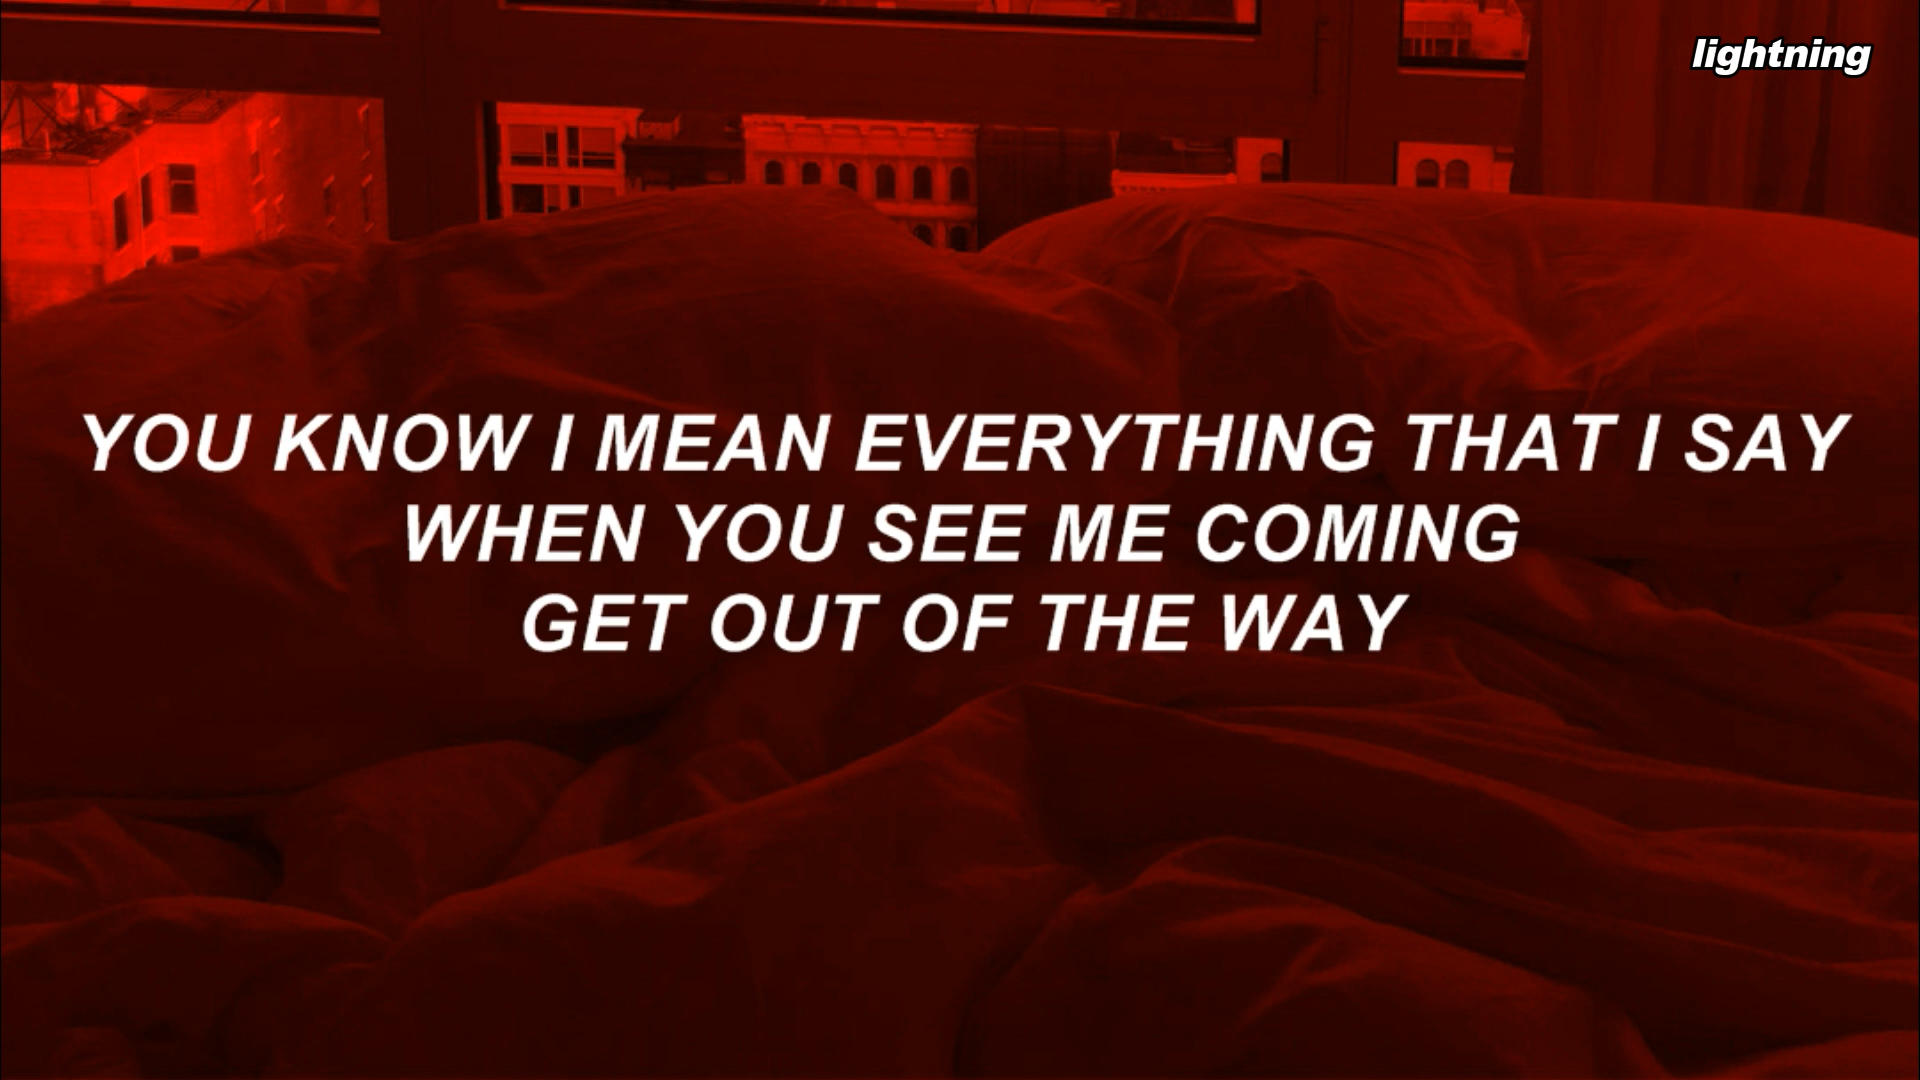 lightning
YOU KNOW I MEAN EVERYTHING THAT I SAY
WHEN YOU SEE ME COMING
GET OUT OF THE WAY